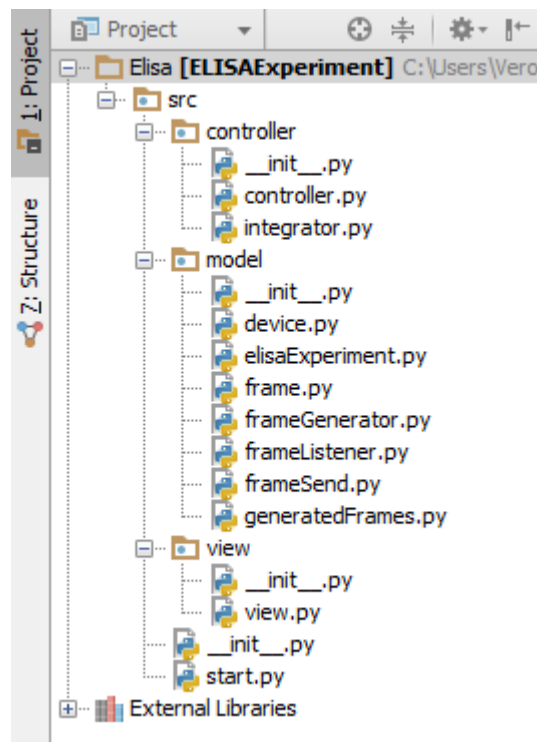 Project
1: Project
Elisa [ELISAExperiment] C:\Users\Vero
src
controller
__init__.py
controller.py
integrator.py
7: Structure
model
__init__.py
device.py
elisaExperiment.py
frame.py
frameGenerator.py
frameListener.py
frameSend.py
generatedFrames.py
view
__init__.py
view.py
__init__.py
start.py
External Libraries